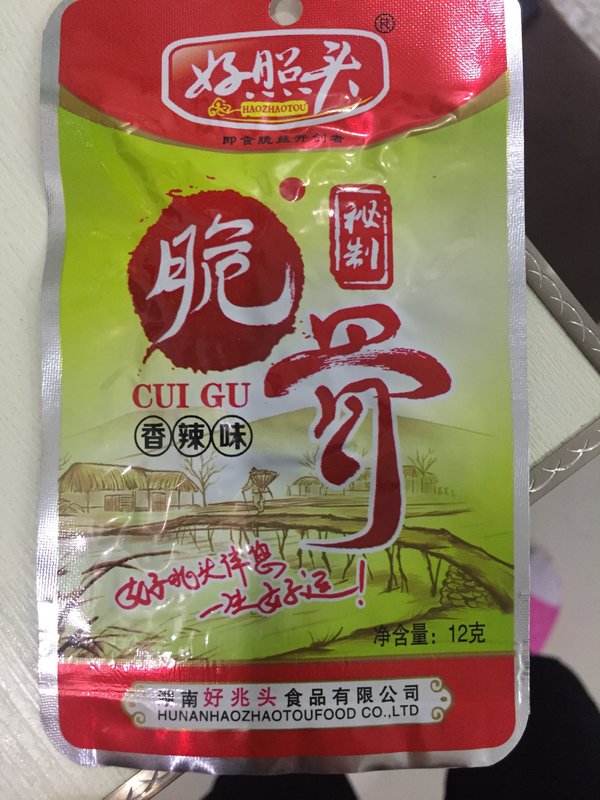 ®
好照头
HAOZHAOTOU
即食脆丝开创者
脆
秘制
骨
CUI GU
香辣味
好兆头伴您
一生好运！
净含量：12克
湖南好兆头食品有限公司
HUNANHAOZHAOTOUFOOD CO.,LTD